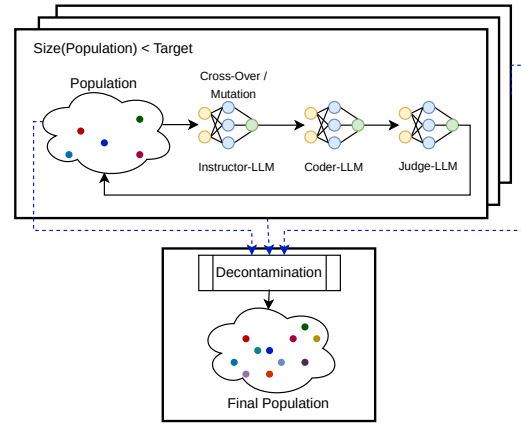 Size(Population) < Target
Population
Cross-Over /
Mutation
Instructor-LLM
Coder-LLM
Judge-LLM
Decontamination
Final Population